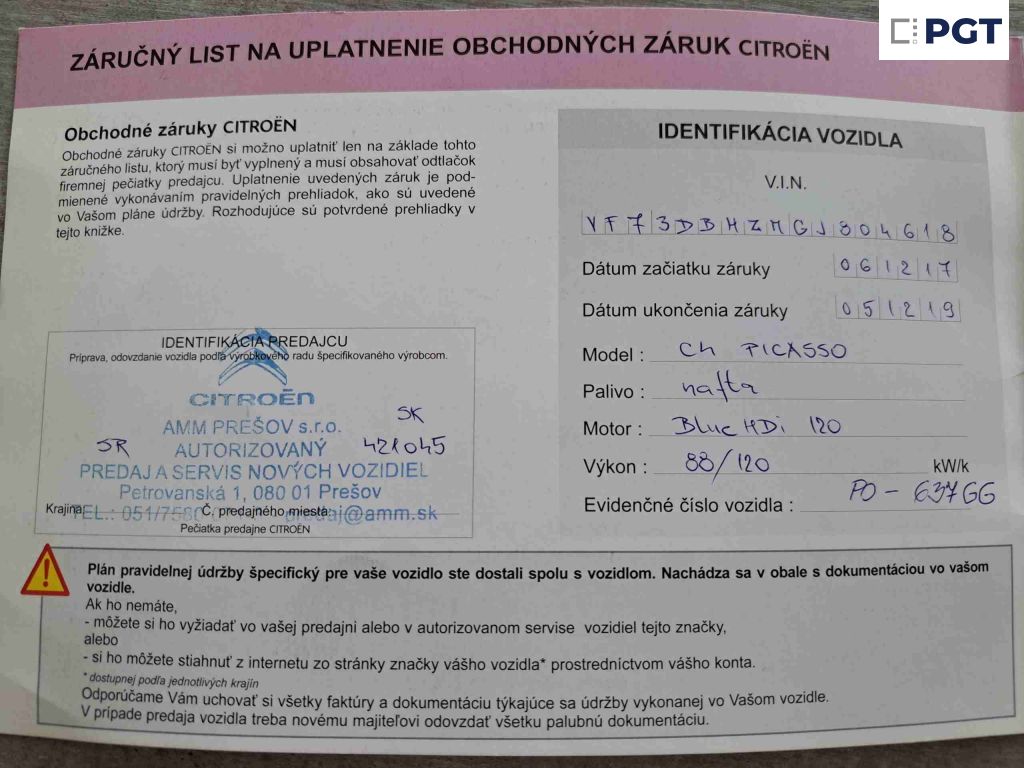 PGT
ZÁRUČNÝ LIST NA UPLATNENIE OBCHODNÝCH ZÁRUK CITROËN
Obchodné záruky CITROËN
Obchodné záruky CITROËN si možno uplatniť len na základe tohto
záručného listu, ktorý musí byť vyplnený a musí obsahovať odtlačok
firemnej pečiatky predajcu. Uplatnenie uvedených záruk je pod-
mienené vykonávaním pravidelných prehliadok, ako sú uvedené
vo Vašom pláne údržby. Rozhodujúce sú potvrdené prehliadky v
tejto knižke.
IDENTIFIKÁCIA PREDAJCU
Príprava, odovzdanie vozidla podľa výrobkového radu špecifikovaného výrobcom.
CITROËN
AMM PREŠOV s.r.o.
SK
SR AUTORIZOVANÝ 421045
PREDAJ A SERVIS NOVÝCH VOZIDIEL
Petrovanská 1, 080 01 Prešov
Krajina: Č. predajného miesta:
TEL.: 051/7580 predaj@amm.sk
Pečiatka predajne CITROËN
IDENTIFIKÁCIA VOZIDLA
V.I.N.
VF73DBHZMGJ804618
Dátum začiatku záruky 061217
Dátum ukončenia záruky 051219
Model : C4 PICASSO
Palivo : nafta
Motor : Blue HDi 120
Výkon : 88/120 kW/k
Evidenčné číslo vozidla : PO - 637GG
Plán pravidelnej údržby špecifický pre vaše vozidlo ste dostali spolu s vozidlom. Nachádza sa v obale s dokumentáciou vo vašom
vozidle.
Ak ho nemáte,
- môžete si ho vyžiadať vo vašej predajni alebo v autorizovanom servise vozidiel tejto značky,
alebo
- si ho môžete stiahnuť z internetu zo stránky značky vášho vozidla* prostredníctvom vášho konta.
* dostupnej podľa jednotlivých krajín
Odporúčame Vám uchovať si všetky faktúry a dokumentáciu týkajúce sa údržby vykonanej vo Vašom vozidle.
V prípade predaja vozidla treba novému majiteľovi odovzdať všetku palubnú dokumentáciu.